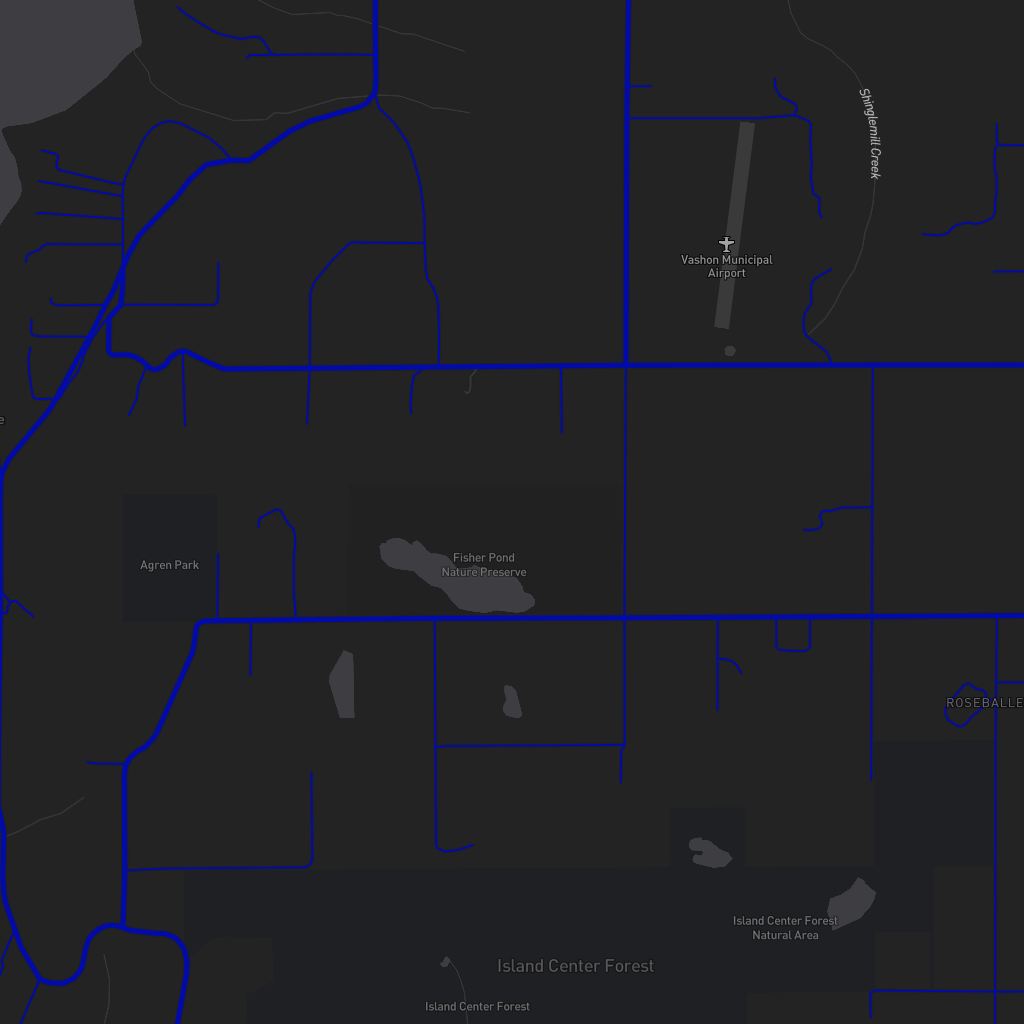 Shinglemill Creek
Vashon Municipal
Airport
Fisher Pond
Nature Preserve
Agren Park
ROSEBALLE
Island Center Forest
Natural Area
Island Center Forest
Island Center Forest